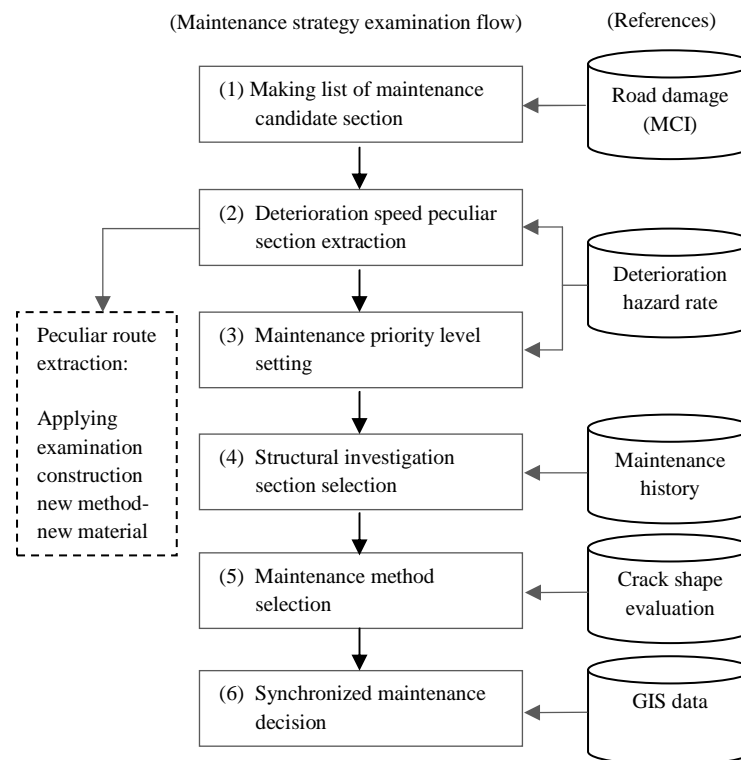 (Maintenance strategy examination flow)
(References)
(1) Making list of maintenance
candidate section
Road damage
(MCI)
(2) Deterioration speed peculiar
section extraction
Deterioration
hazard rate
Peculiar route
extraction:
Applying
examination
construction
new method-
new material
(3) Maintenance priority level
setting
(4) Structural investigation
section selection
Maintenance
history
(5) Maintenance method
selection
Crack shape
evaluation
(6) Synchronized maintenance
decision
GIS data